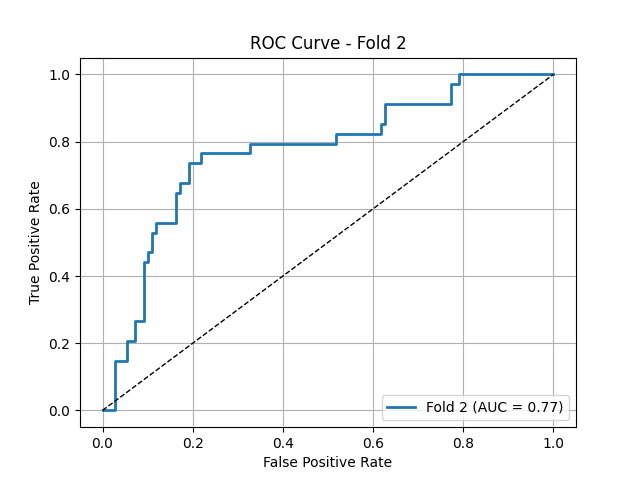 ROC Curve - Fold 2
True Positive Rate
1.0
0.8
0.6
0.4
0.2
0.0
Fold 2 (AUC = 0.77)
0.0 0.2 0.4 0.6 0.8 1.0
False Positive Rate